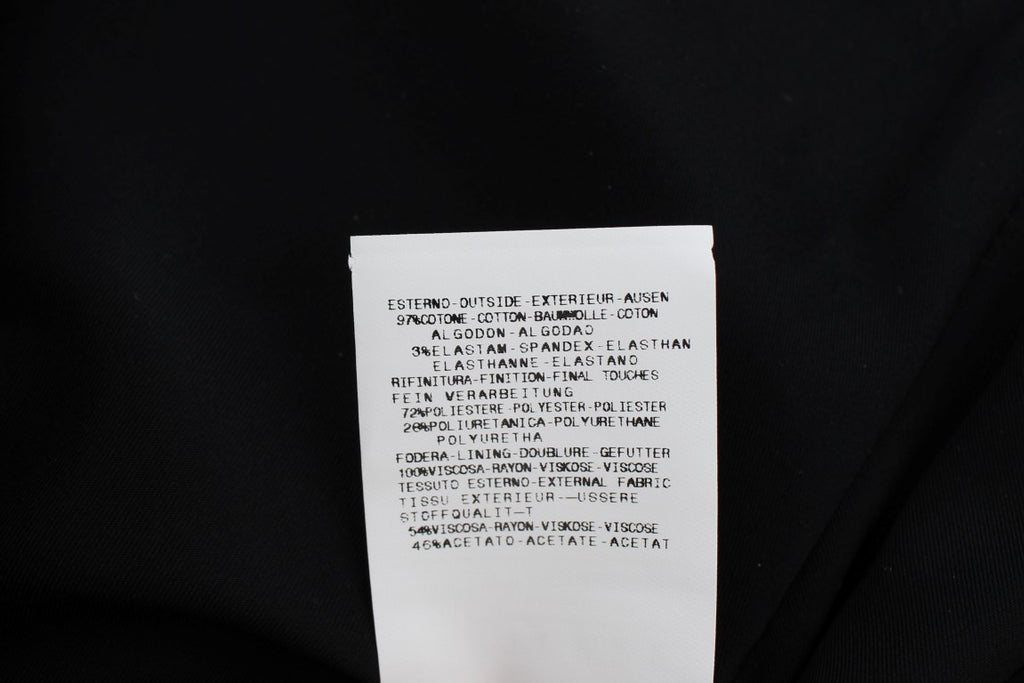 ESTERNO-OUTSIDE-EXTERIEUR-AUSEN
97%COTONE-COTTON-BAUMWOLLE-COTON
ALGODON-ALGODAO
3%ELASTAM-SPANDEX-ELASTHAN
ELASTHANNE-ELASTANO
RIFINITURA-FINITION-FINAL TOUCHES
FEIN VERARBEITUNG
72%POLIESTERE-POLYESTER-POLIESTER
28%POLIURETANICA-POLYURETHANE
POLYURETHA
FODERA-LINING-DOUBLURE-GEFUTTER
100%VISCOSA-RAYON-VISKOSE-VISCOSE
TESSUTO ESTERNO-EXTERNAL FABRIC
TISSU EXTERIEUR-—USSERE
STOFFQUALIT—T
54%VISCOSA-RAYON-VISKOSE-VISCOSE
46%ACETATO-ACETATE-ACETAT